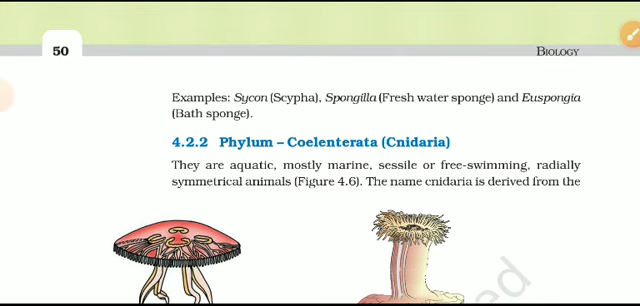 50
BIOLOGY
Examples: Sycon (Scypha), Spongilla (Fresh water sponge) and Euspongia
(Bath sponge).
4.2.2 Phylum – Coelenterata (Cnidaria)
They are aquatic, mostly marine, sessile or free-swimming, radially
symmetrical animals (Figure 4.6). The name cnidaria is derived from the